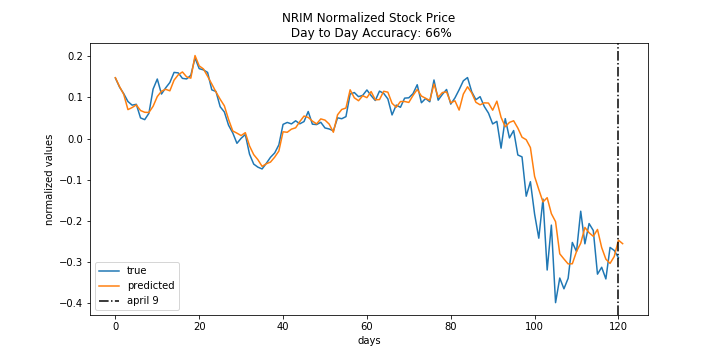 NRIM Normalized Stock Price
Day to Day Accuracy: 66%
normalized values
0.2
0.1
0.0
−0.1
−0.2
−0.3
−0.4
true
predicted
april 9
0 20 40 60 80 100 120
days